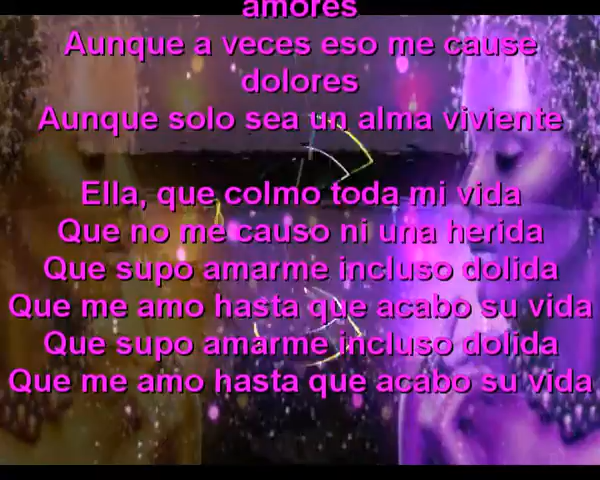 amores
Aunque a veces eso me cause
dolores
Aunque solo sea un alma viviente
Ella, que colmo toda mi vida
Que no me causo ni una herida
Que supo amarme incluso dolida
Que me amo hasta que acabo su vida
Que supo amarme incluso dolida
Que me amo hasta que acabo su vida